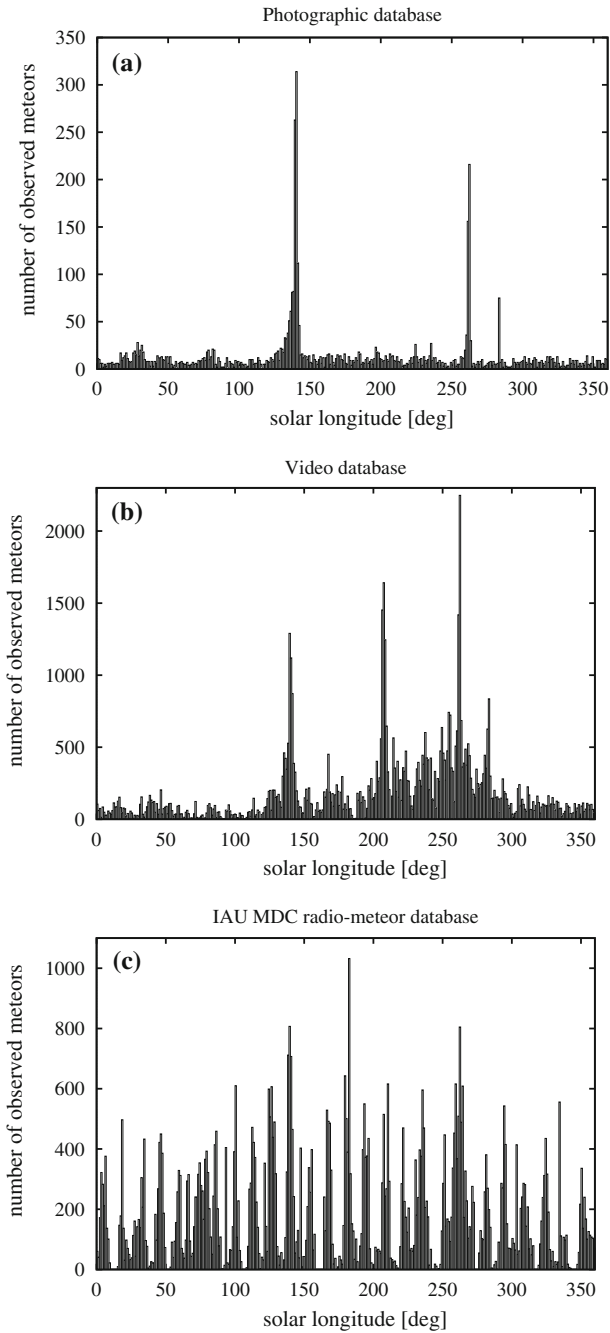 Photographic database
(a)
number of observed meteors
350
300
250
200
150
100
50
0
0 50 100 150 200 250 300 350
solar longitude [deg]
Video database
(b)
number of observed meteors
2000
1500
1000
500
0
0 50 100 150 200 250 300 350
solar longitude [deg]
IAU MDC radio-meteor database
(c)
number of observed meteors
1000
800
600
400
200
0
0 50 100 150 200 250 300 350
solar longitude [deg]